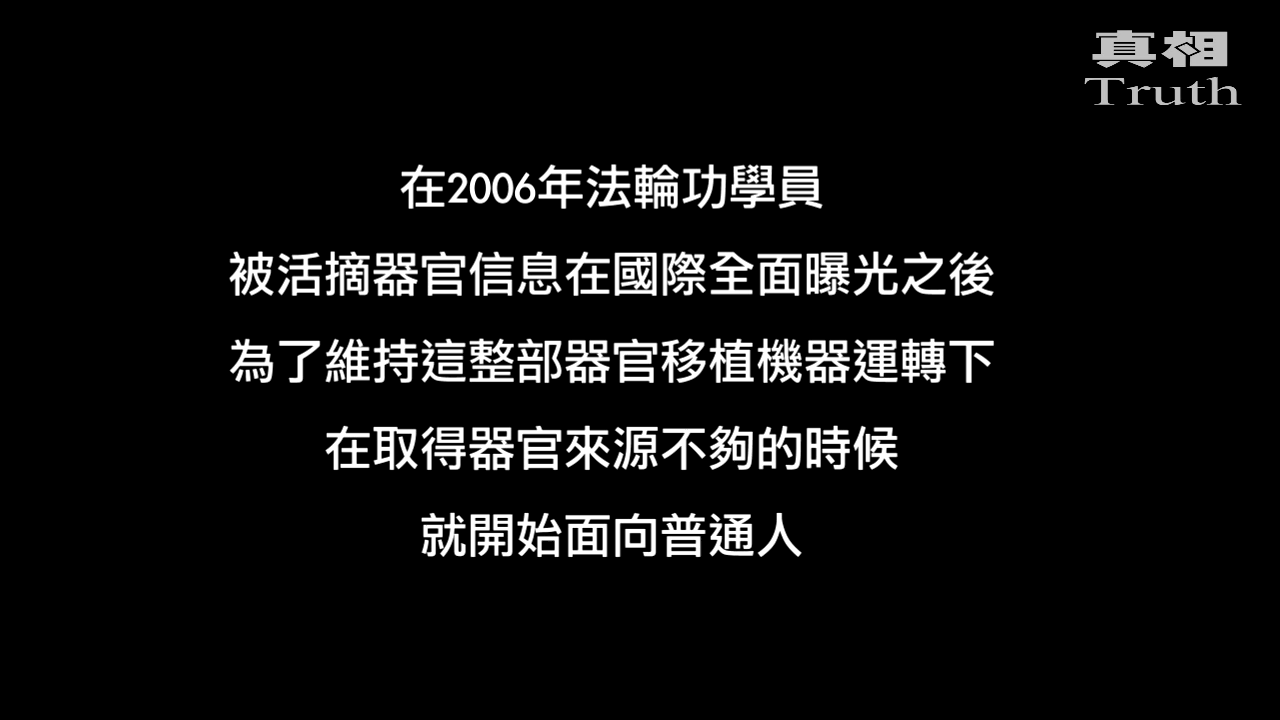 真相
Truth
在2006年法輪功學員
被活摘器官信息在國際全面曝光之後
為了維持這整部器官移植機器運轉下
在取得器官來源不夠的時候
就開始面向普通人